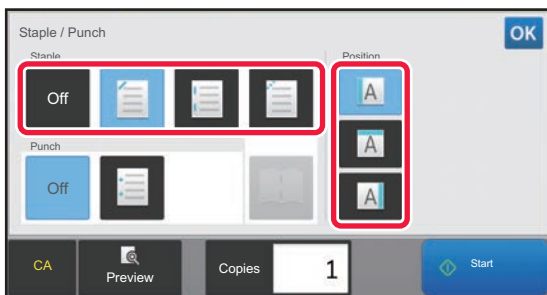 Staple / Punch
OK
Staple
Position
Off
A
A
A
Punch
Off
CA
Preview
Copies
1
Start